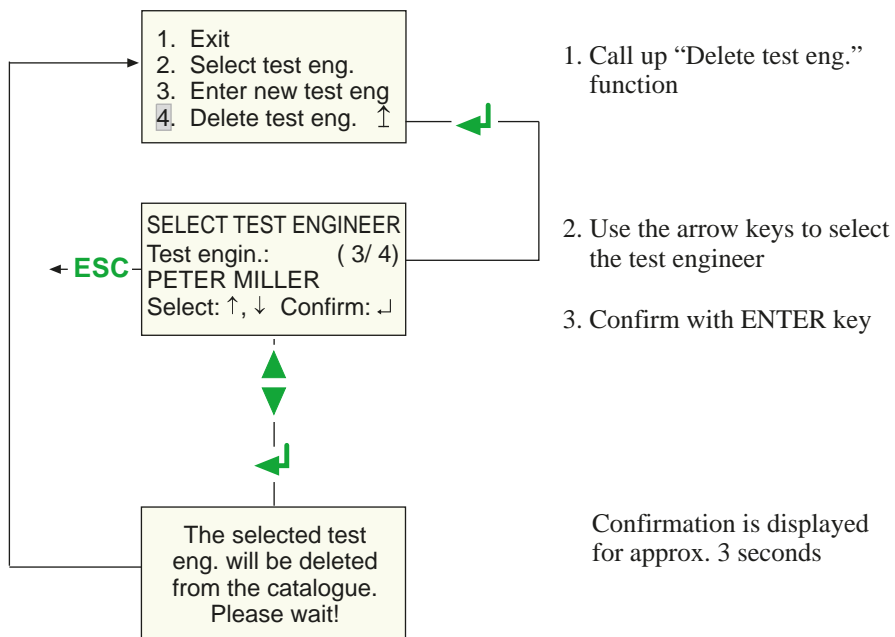 1. Exit
2. Select test eng.
3. Enter new test eng
4. Delete test eng. ↥
1. Call up “Delete test eng.”
function
SELECT TEST ENGINEER
Test engin.: ( 3/ 4)
PETER MILLER
Select: ↑, ↓ Confirm: ↵
ESC
2. Use the arrow keys to select
the test engineer
3. Confirm with ENTER key
The selected test
eng. will be deleted
from the catalogue.
Please wait!
Confirmation is displayed
for approx. 3 seconds